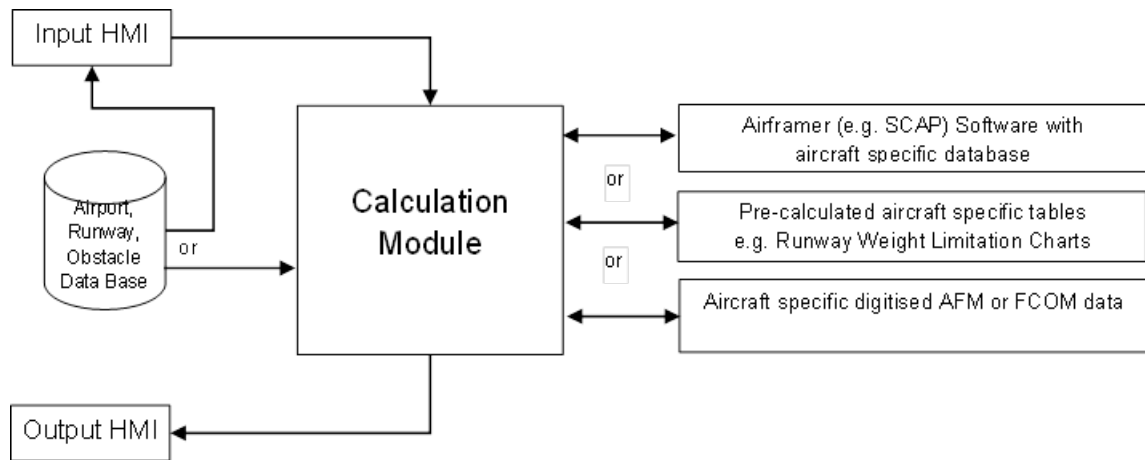 Input HMI
Airport,
Runway,
Obstacle
Data Base
or
Calculation
Module
Airframer (e.g. SCAP) Software with
aircraft specific database
or
Pre-calculated aircraft specific tables
e.g. Runway Weight Limitation Charts
or
Aircraft specific digitised AFM or FCOM data
Output HMI